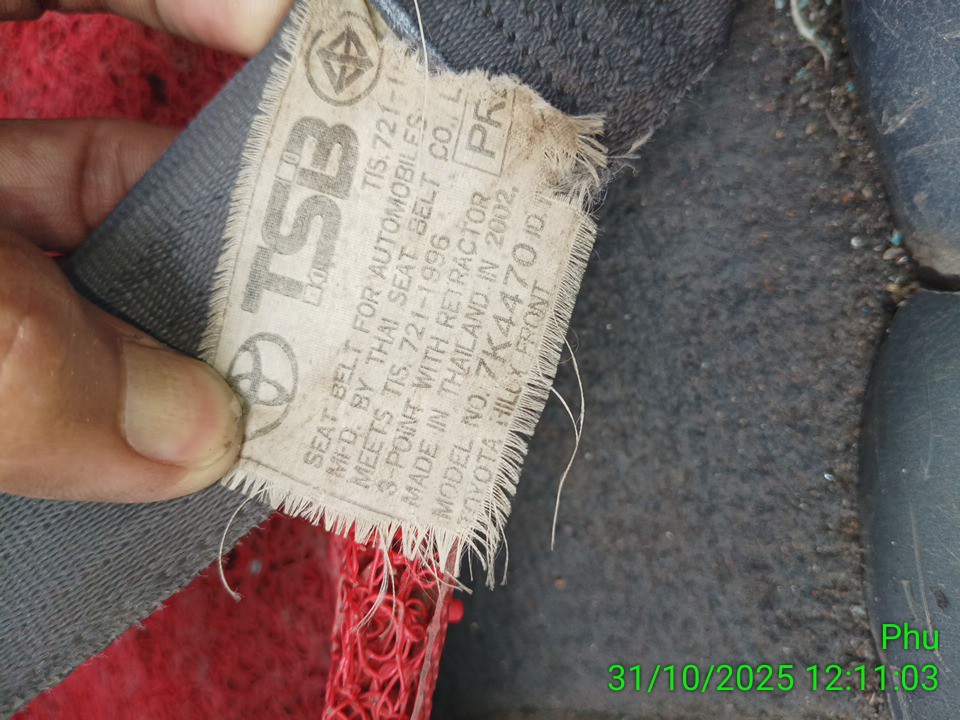 TSB
SEAT BELT FOR AUTOMOBILES TIS.721-1
MFD. BY THAI SEAT BELT CO., L
MEETS TIS. 721-1996
3-POINT WITH RETRACTOR
MADE IN THAILAND IN 2002.
MODEL NO. 7K4470 ID.
TOYOTA HILUX FRONT
PR
Phu
31/10/2025 12:11:03